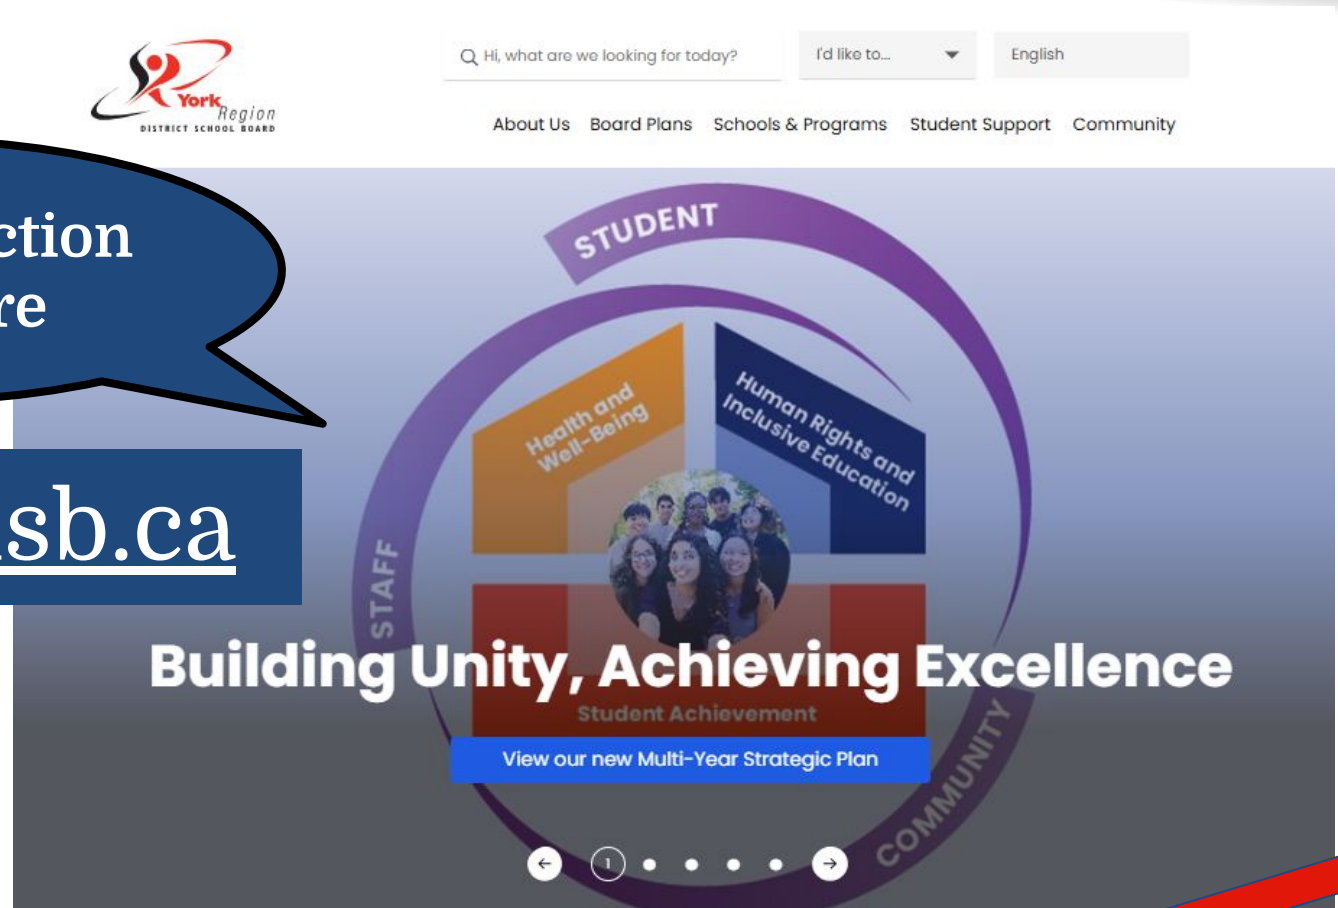 Hi, what are we looking for today?
I'd like to...
English
York
Region
DISTRICT SCHOOL BOARD
About Us Board Plans Schools & Programs Student Support Community
ction
re
sb.ca
STUDENT
Health and
Well-Being
Human Rights and
Inclusive Education
STAFF
Building Unity, Achieving Excellence
Student Achievement
View our new Multi-Year Strategic Plan
COMMUNITY
1